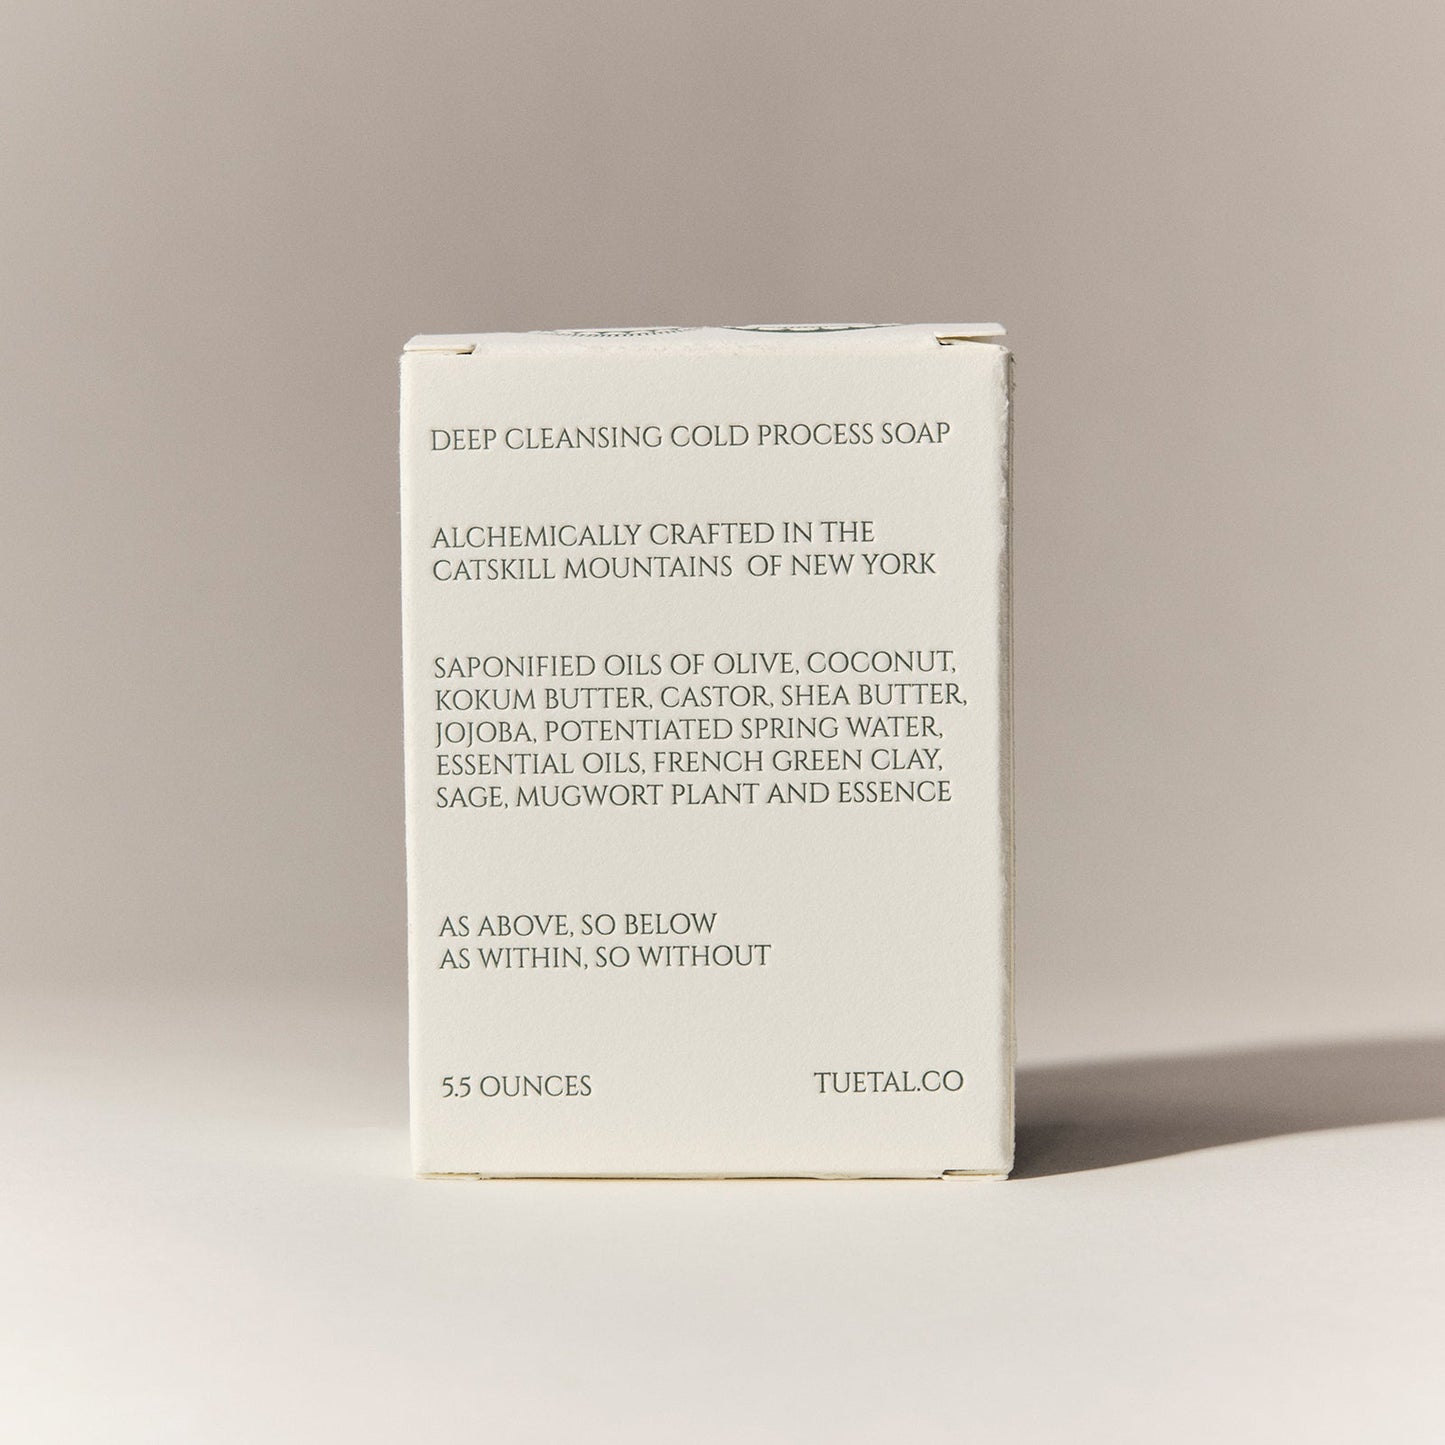 DEEP CLEANSING COLD PROCESS SOAP
ALCHEMICALLY CRAFTED IN THE
CATSKILL MOUNTAINS OF NEW YORK
SAPONIFIED OILS OF OLIVE, COCONUT,
KOKUM BUTTER, CASTOR, SHEA BUTTER,
JOJOBA, POTENTIATED SPRING WATER,
ESSENTIAL OILS, FRENCH GREEN CLAY,
SAGE, MUGWORT PLANT AND ESSENCE
AS ABOVE, SO BELOW
AS WITHIN, SO WITHOUT
5.5 OUNCES
TUETAL.CO